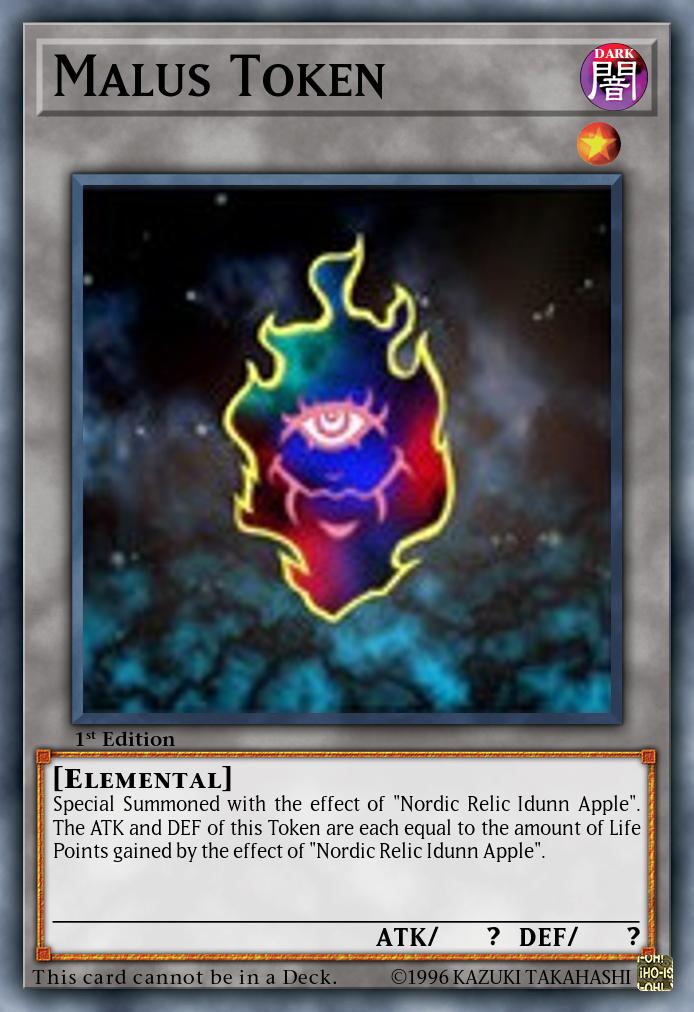 Malus Token
DARK
闇
1st Edition
[Elemental]
Special Summoned with the effect of "Nordic Relic Idunn Apple".
The ATK and DEF of this Token are each equal to the amount of Life
Points gained by the effect of "Nordic Relic Idunn Apple".
ATK/ ? DEF/ ?
This card cannot be in a Deck. ©1996 KAZUKI TAKAHASHI